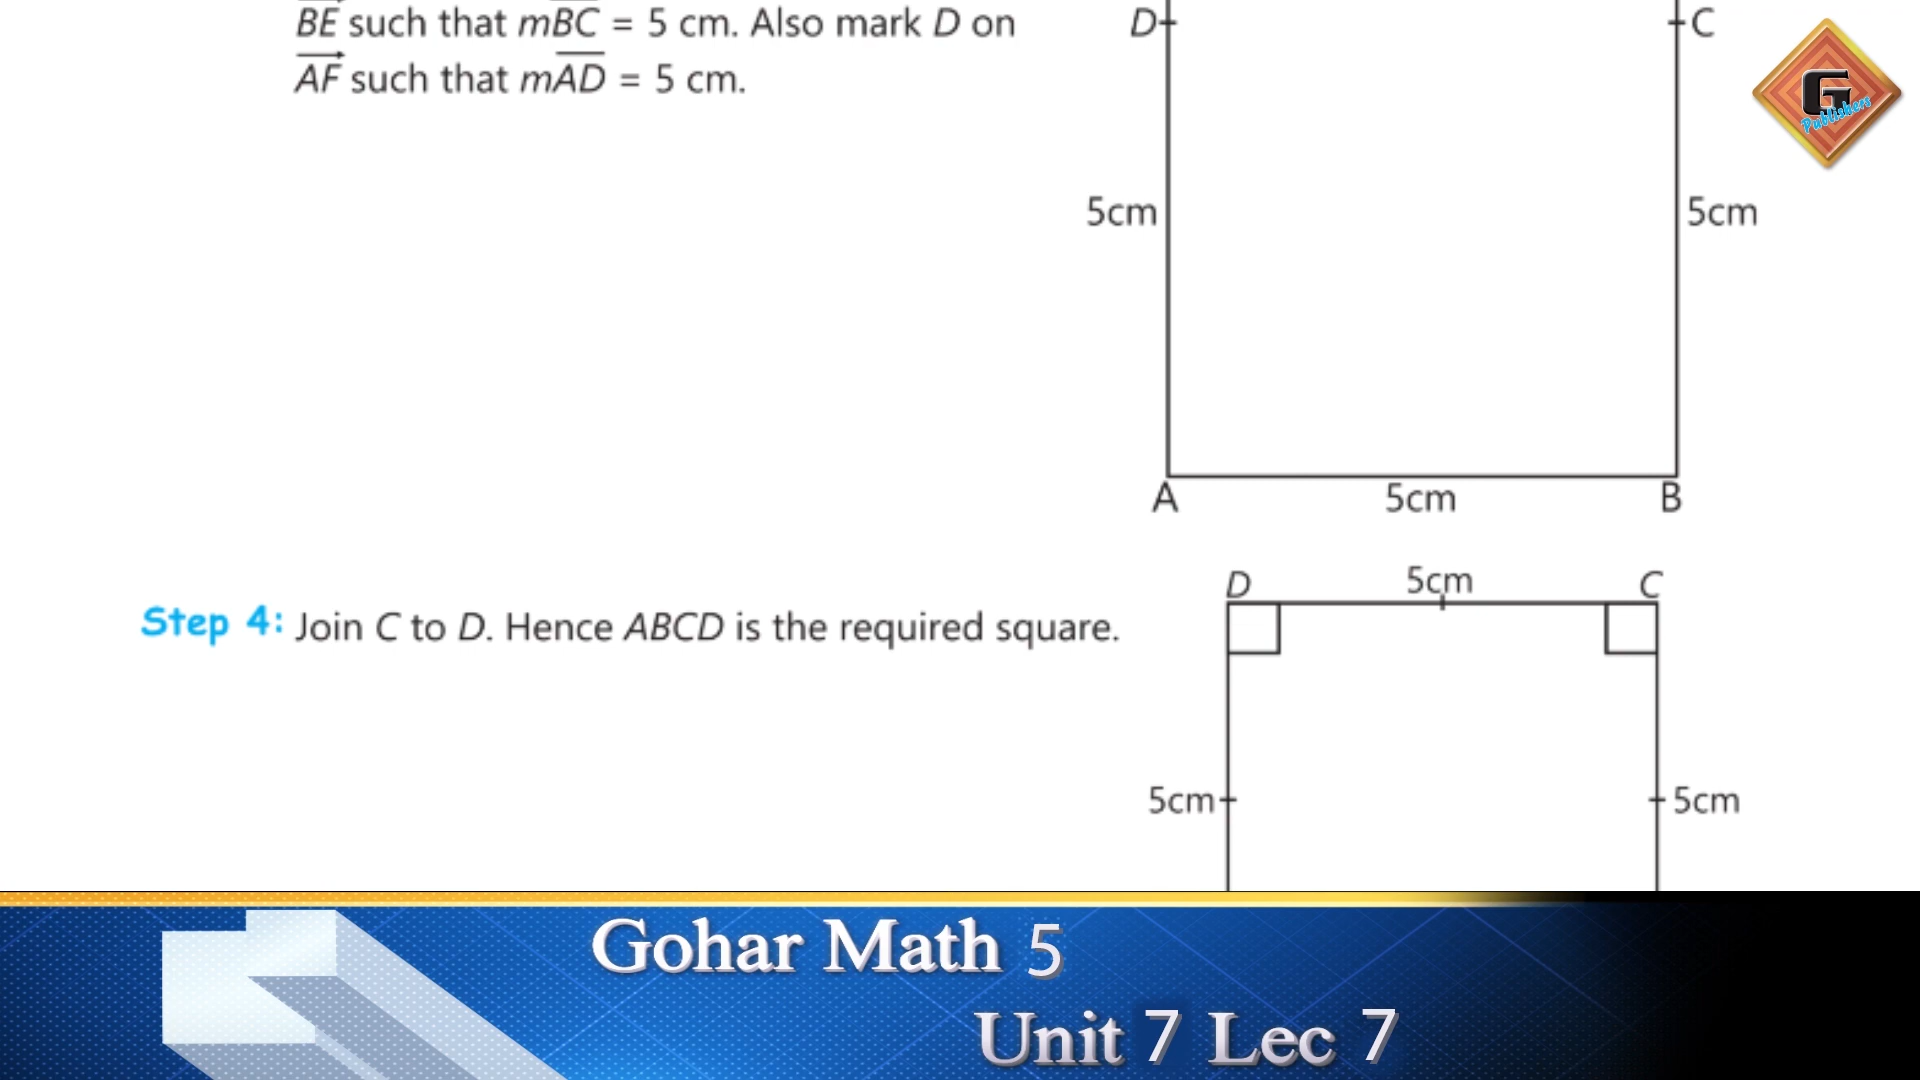 BE such that mBC = 5 cm. Also mark D on
AF such that mAD = 5 cm.
D
C
G
Publishers
5cm
5cm
A
5cm
B
D
5cm
C
Step 4: Join C to D. Hence ABCD is the required square.
5cm
5cm
Gohar Math 5
Unit 7 Lec 7